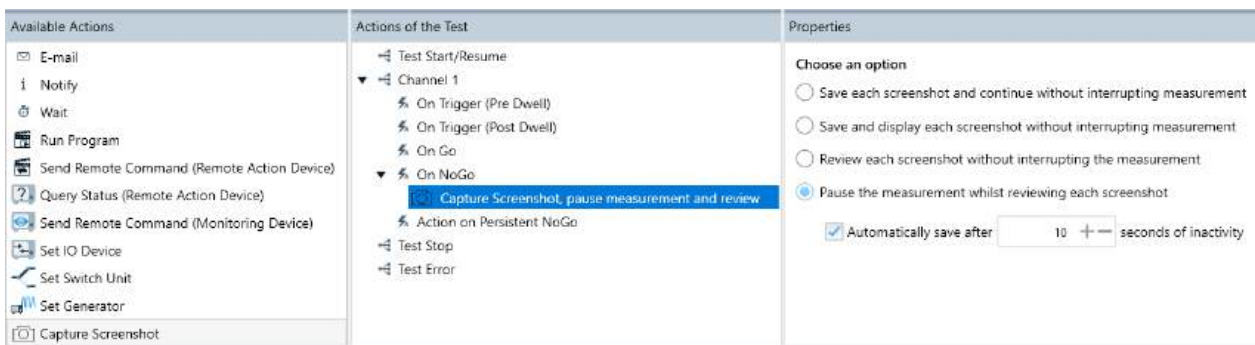 Available Actions
E-mail
Notify
Wait
Run Program
Send Remote Command (Remote Action Device)
Query Status (Remote Action Device)
Send Remote Command (Monitoring Device)
Set IO Device
Set Switch Unit
Set Generator
Capture Screenshot
Actions of the Test
Test Start/Resume
Channel 1
On Trigger (Pre Dwell)
On Trigger (Post Dwell)
On Go
On NoGo
Capture Screenshot, pause measurement and review
Action on Persistent NoGo
Test Stop
Test Error
Properties
Choose an option
Save each screenshot and continue without interrupting measurement
Save and display each screenshot without interrupting measurement
Review each screenshot without interrupting the measurement
Pause the measurement whilst reviewing each screenshot
Automatically save after 10 seconds of inactivity